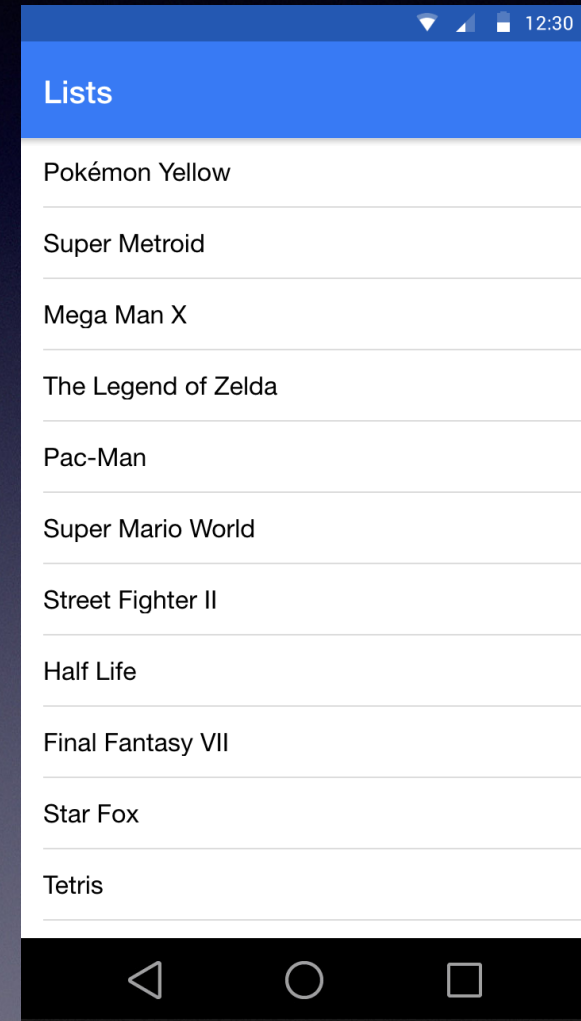 12:30
Lists
Pokémon Yellow
Super Metroid
Mega Man X
The Legend of Zelda
Pac-Man
Super Mario World
Street Fighter II
Half Life
Final Fantasy VII
Star Fox
Tetris